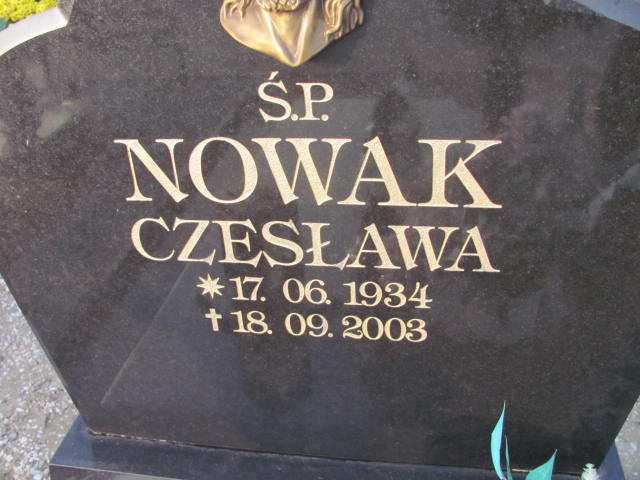 Ś.P.
NOWAK
CZESŁAWA
* 17. 06. 1934
✝ 18. 09. 2003